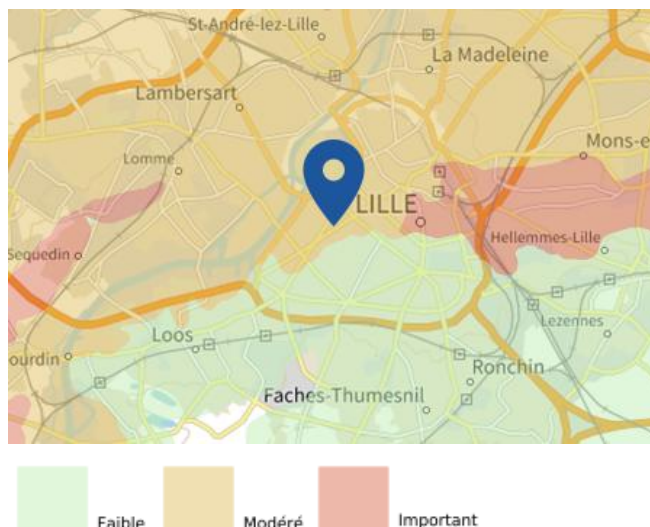 St-André-lez-Lille
La Madeleine
Lambersart
Mons-e
Lomme
LILLE
Sequedin
Hellemmes-Lille
Lezennes
Loos
ourdin
Ronchin
Faches-Thumesnil
Faible Modéré Important